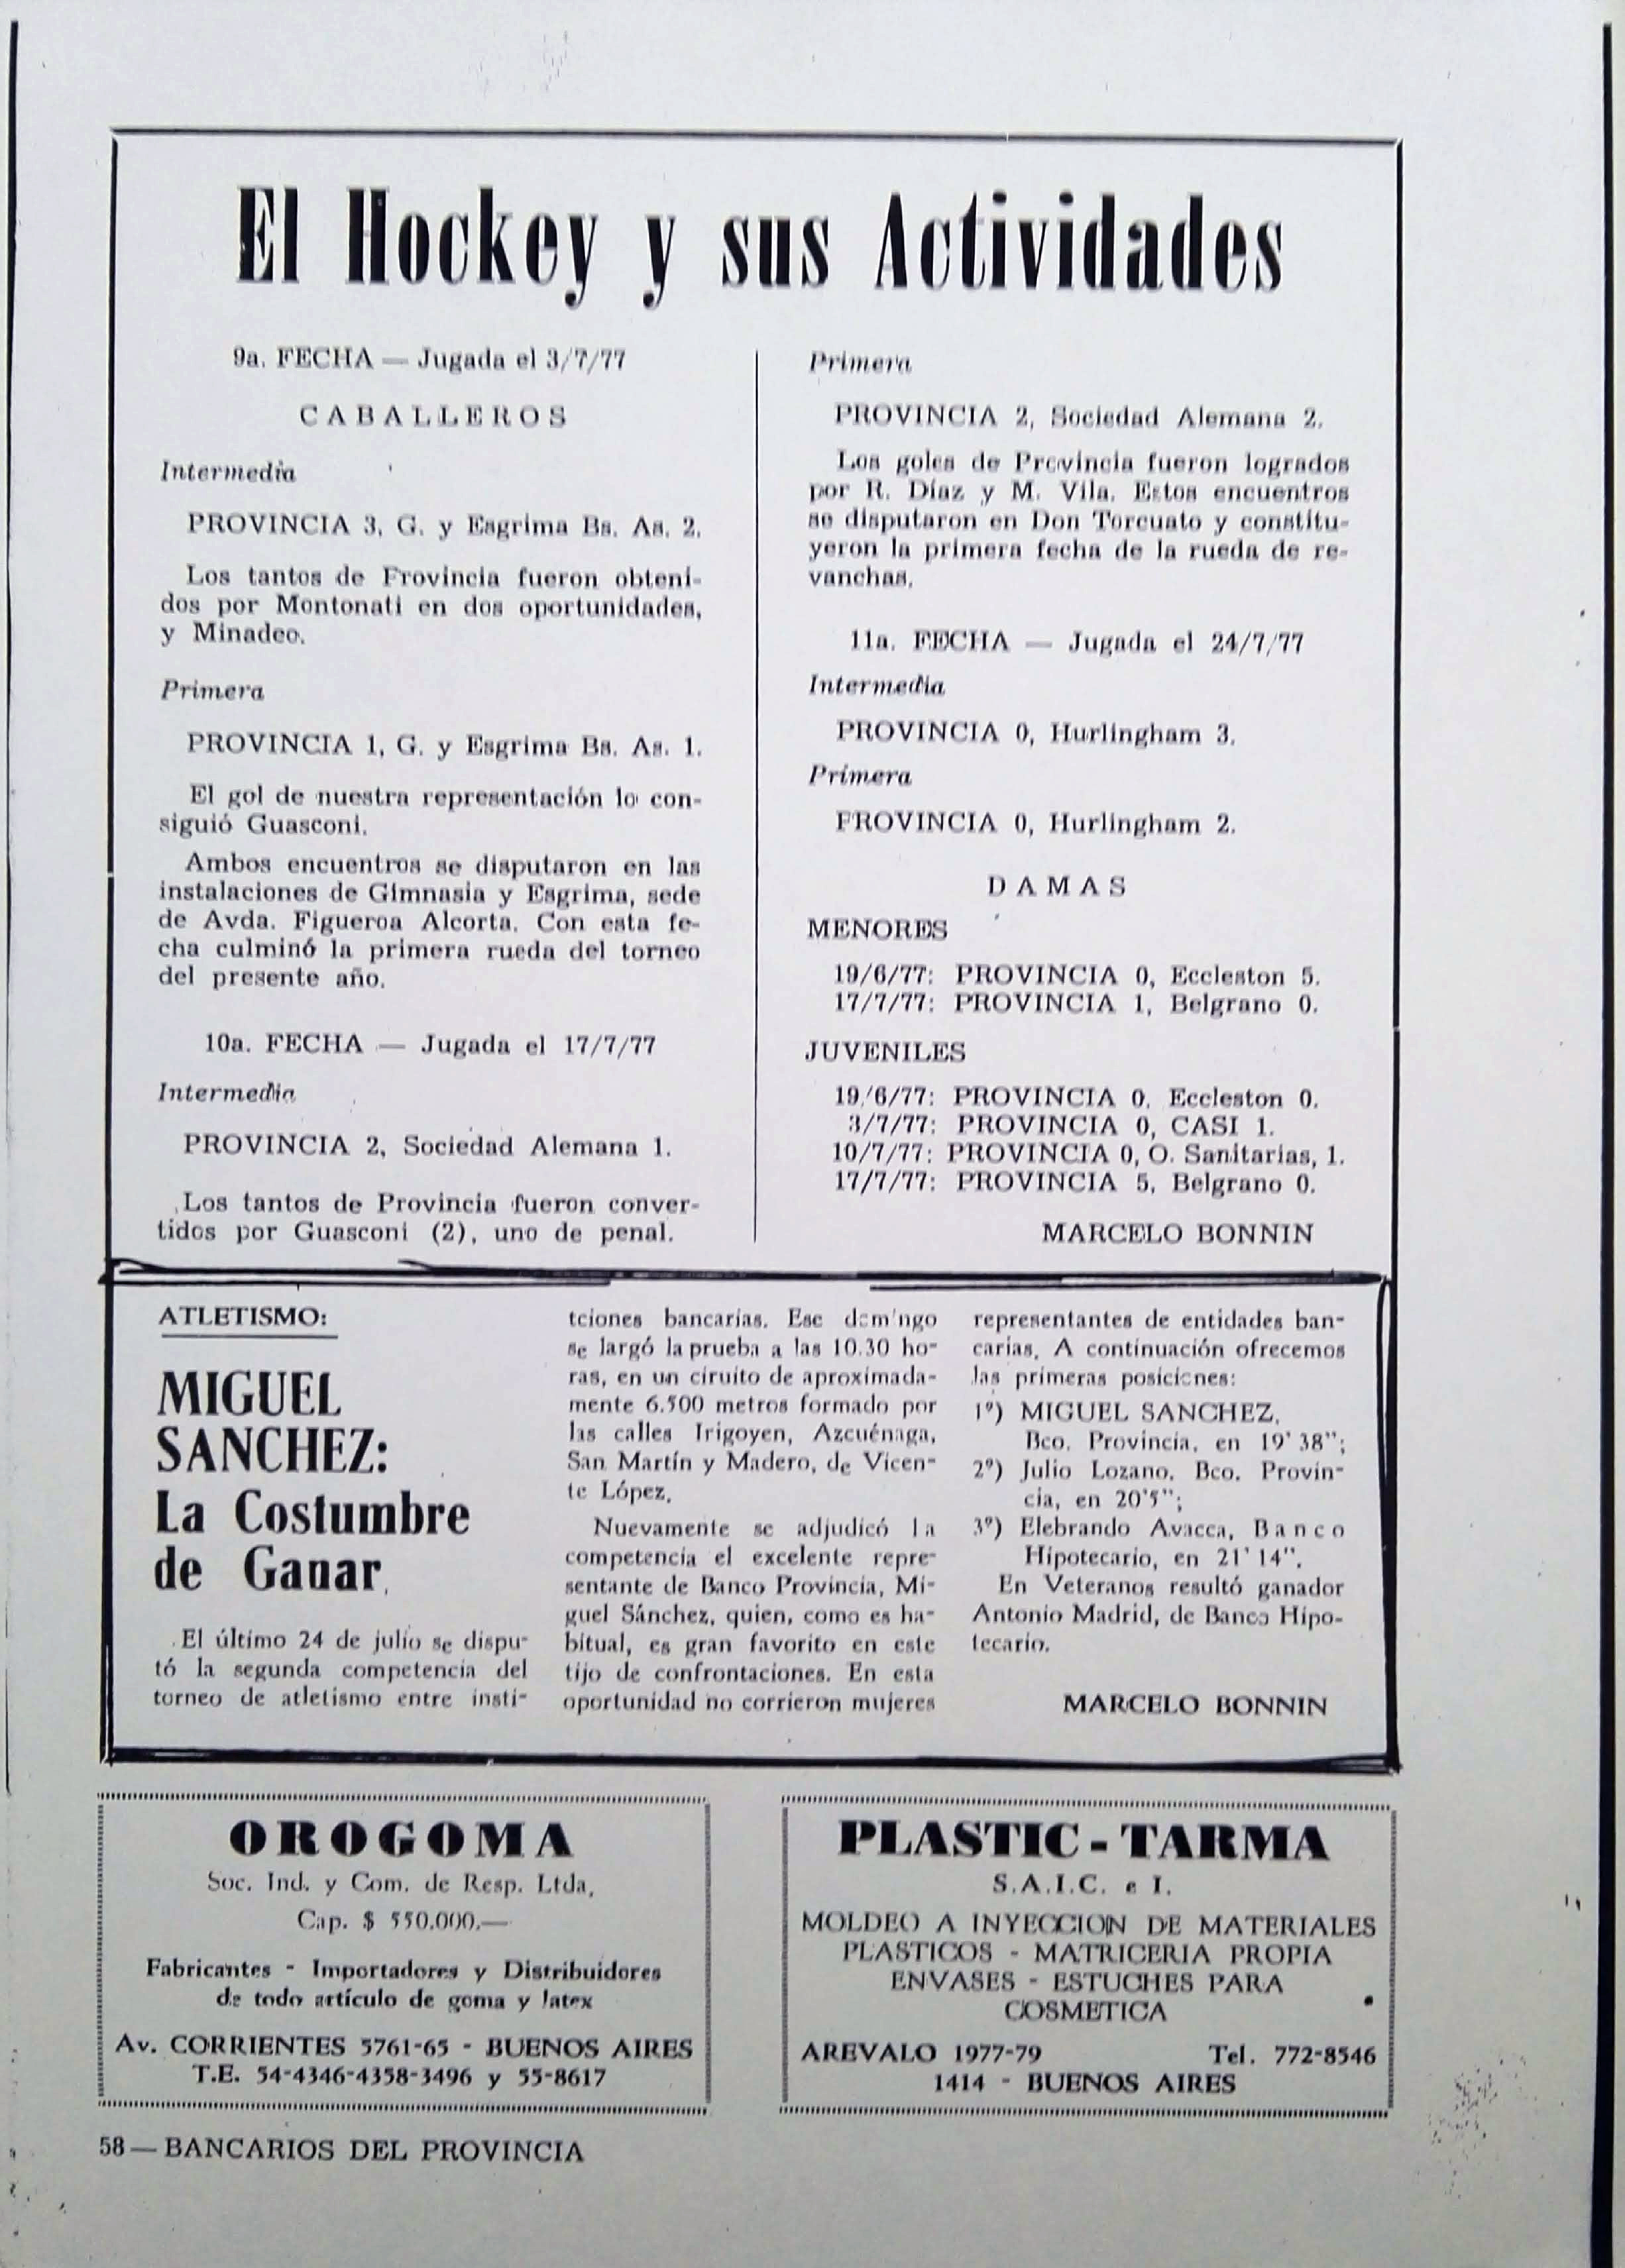 El Hockey y sus Actividades
9a. FECHA — Jugada el 3/7/77
CABALLEROS
Intermedia
PROVINCIA 3, G. y Esgrima Bs. As. 2.
Los tantos de Provincia fueron obteni-
dos por Montonati en dos oportunidades,
y Minadeo.
Primera
PROVINCIA 1, G. y Esgrima Bs. As. 1.
El gol de nuestra representación lo con-
siguió Guasconi.
Ambos encuentros se disputaron en las
instalaciones de Gimnasia y Esgrima, sede
de Avda. Figueroa Alcorta. Con esta fe-
cha culminó la primera rueda del torneo
del presente año.
10a. FECHA — Jugada el 17/7/77
Intermedia
PROVINCIA 2, Sociedad Alemana 1.
Los tantos de Provincia fueron conver-
tidos por Guasconi (2), uno de penal.
Primera
PROVINCIA 2, Sociedad Alemana 2.
Los goles de Provincia fueron logrados
por R. Díaz y M. Vila. Estos encuentros
se disputaron en Don Torcuato y constitu-
yeron la primera fecha de la rueda de re-
vanchas.
11a. FECHA — Jugada el 24/7/77
Intermedia
PROVINCIA 0, Hurlingham 3.
Primera
PROVINCIA 0, Hurlingham 2.
DAMAS
MENORES
19/6/77: PROVINCIA 0, Eccleston 5.
17/7/77: PROVINCIA 1, Belgrano 0.
JUVENILES
19/6/77: PROVINCIA 0, Eccleston 0.
3/7/77: PROVINCIA 0, CASI 1.
10/7/77: PROVINCIA 0, O. Sanitarias, 1.
17/7/77: PROVINCIA 5, Belgrano 0.
MARCELO BONNIN
ATLETISMO:
MIGUEL
SANCHEZ:
La Costumbre
de Ganar
El último 24 de julio se dispu-
tó la segunda competencia del
torneo de atletismo entre insti-
tciones bancarias. Ese domingo
se largó la prueba a las 10.30 ho-
ras, en un ciruito de aproximada-
mente 6.500 metros formado por
las calles Irigoyen, Azcuénaga,
San Martín y Madero, de Vicen-
te López.
Nuevamente se adjudicó la
competencia el excelente repre-
sentante de Banco Provincia, Mi-
guel Sánchez, quien, como es ha-
bitual, es gran favorito en este
tijo de confrontaciones. En esta
oportunidad no corrieron mujeres
representantes de entidades ban-
carias. A continuación ofrecemos
las primeras posiciones:
1º) MIGUEL SANCHEZ,
Bco. Provincia, en 19' 38";
2º) Julio Lozano, Bco. Provin-
cia, en 20'5";
3º) Elebrando Avacca, Banco
Hipotecario, en 21' 14".
En Veteranos resultó ganador
Antonio Madrid, de Banco Hipo-
tecario.
MARCELO BONNIN
OROGOMA
Soc. Ind. y Com. de Resp. Ltda.
Cap. $ 550.000.—
Fabricantes - Importadores y Distribuidores
de todo artículo de goma y latex
Av. CORRIENTES 5761-65 - BUENOS AIRES
T.E. 54-4346-4358-3496 y 55-8617
PLASTIC - TARMA
S.A.I.C. e I.
MOLDEO A INYECCION DE MATERIALES
PLASTICOS - MATRICERIA PROPIA
ENVASES - ESTUCHES PARA
COSMETICA
AREVALO 1977-79 Tel. 772-8546
1414 - BUENOS AIRES
58 — BANCARIOS DEL PROVINCIA